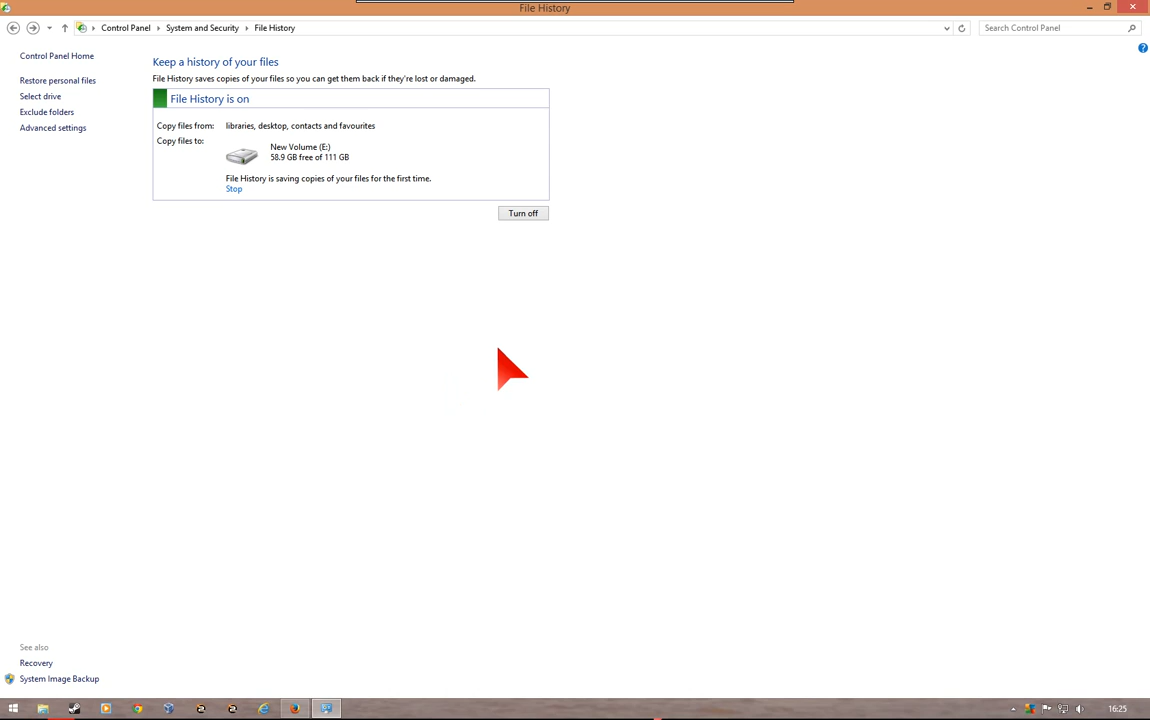 File History
Control Panel
System and Security
File History
Search Control Panel
Control Panel Home
Restore personal files
Select drive
Exclude folders
Advanced settings
Keep a history of your files
File History saves copies of your files so you can get them back if they're lost or damaged.
File History is on
Copy files from: libraries, desktop, contacts and favourites
Copy files to:
New Volume (E:)
58.9 GB free of 111 GB
File History is saving copies of your files for the first time.
Stop
Turn off
See also
Recovery
System Image Backup
16:25